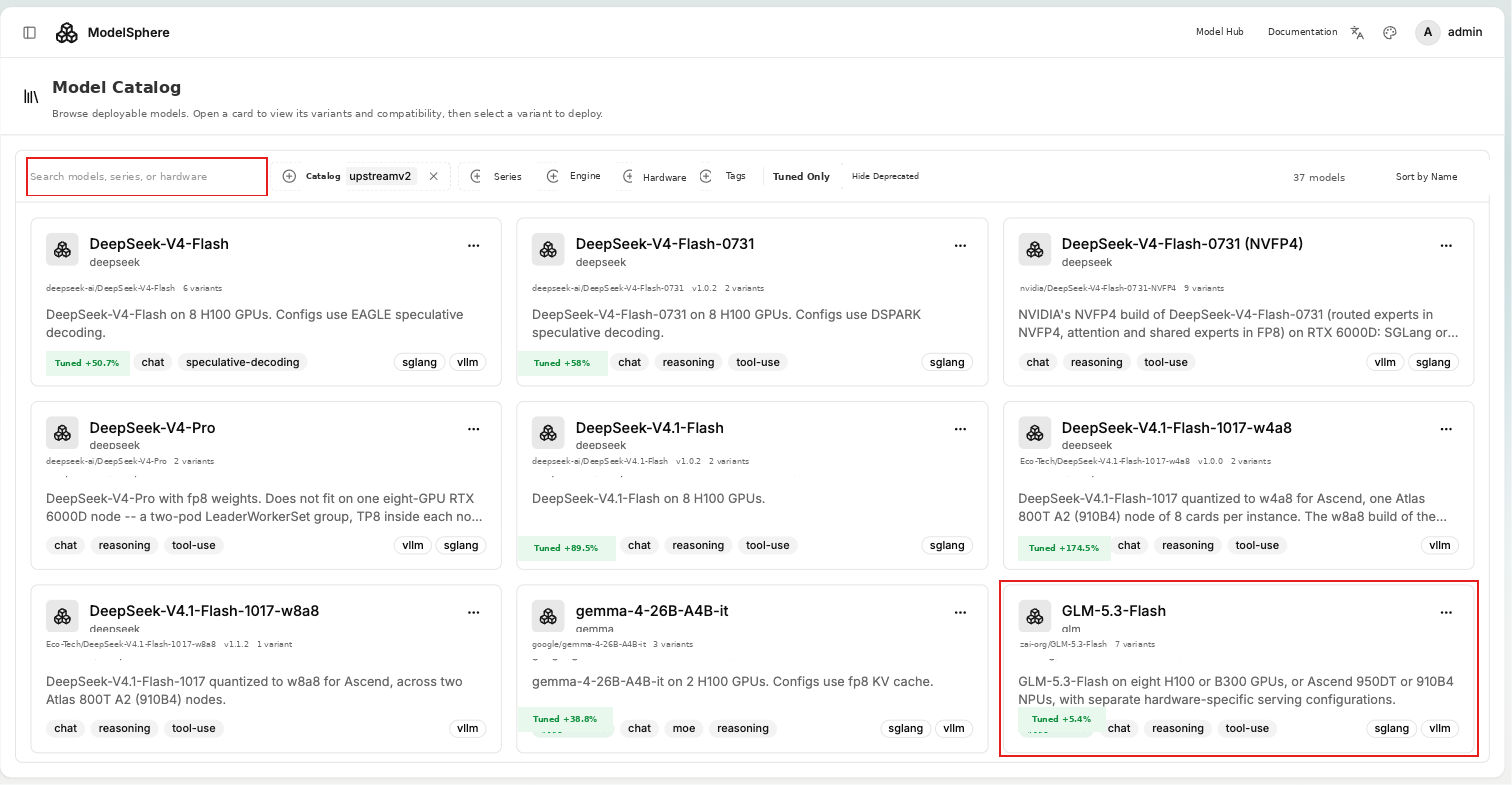 ModelSphere
Model Hub
Documentation
A
admin
Model Catalog
Browse deployable models. Open a card to view its variants and compatibility, then select a variant to deploy.
Search models, series, or hardware
Catalog
upstreamv2
Series
Engine
Hardware
Tags
Tuned Only
Hide Deprecated
37 models
Sort by Name
DeepSeek-V4-Flash
deepseek
deepseek-ai/DeepSeek-V4-Flash 6 variants
DeepSeek-V4-Flash on 8 H100 GPUs. Configs use EAGLE speculative
decoding.
Tuned +50.7% chat speculative-decoding sglang vllm
DeepSeek-V4-Flash-0731
deepseek
deepseek-ai/DeepSeek-V4-Flash-0731 v1.0.2 2 variants
DeepSeek-V4-Flash-0731 on 8 H100 GPUs. Configs use DSPARK
speculative decoding.
Tuned +58% chat reasoning tool-use sglang
DeepSeek-V4-Flash-0731 (NVFP4)
deepseek
nvidia/DeepSeek-V4-Flash-0731-NVFP4 9 variants
NVIDIA's NVFP4 build of DeepSeek-V4-Flash-0731 (routed experts in
NVFP4, attention and shared experts in FP8) on RTX 6000D: SGLang or...
chat reasoning tool-use vllm sglang
DeepSeek-V4-Pro
deepseek
deepseek-ai/DeepSeek-V4-Pro 2 variants
DeepSeek-V4-Pro with fp8 weights. Does not fit on one eight-GPU RTX
6000D node -- a two-pod LeaderWorkerSet group, TP8 inside each no...
chat reasoning tool-use vllm sglang
DeepSeek-V4.1-Flash
deepseek
deepseek-ai/DeepSeek-V4.1-Flash v1.0.2 2 variants
DeepSeek-V4.1-Flash on 8 H100 GPUs.
Tuned +89.5% chat reasoning tool-use sglang
DeepSeek-V4.1-Flash-1017-w4a8
deepseek
Eco-Tech/DeepSeek-V4.1-Flash-1017-w4a8 v1.0.0 2 variants
DeepSeek-V4.1-Flash-1017 quantized to w4a8 for Ascend, one Atlas
800T A2 (910B4) node of 8 cards per instance. The w8a8 build of the...
Tuned +174.5% chat reasoning tool-use vllm
DeepSeek-V4.1-Flash-1017-w8a8
deepseek
Eco-Tech/DeepSeek-V4.1-Flash-1017-w8a8 v1.1.2 1 variant
DeepSeek-V4.1-Flash-1017 quantized to w8a8 for Ascend, across two
Atlas 800T A2 (910B4) nodes.
chat reasoning tool-use vllm
gemma-4-26B-A4B-it
gemma
google/gemma-4-26B-A4B-it 3 variants
gemma-4-26B-A4B-it on 2 H100 GPUs. Configs use fp8 KV cache.
Tuned +38.8% chat moe reasoning sglang vllm
GLM-5.3-Flash
glm
zai-org/GLM-5.3-Flash 7 variants
GLM-5.3-Flash on eight H100 or B300 GPUs, or Ascend 950DT or 910B4
NPUs, with separate hardware-specific serving configurations.
Tuned +5.4% chat reasoning tool-use sglang vllm